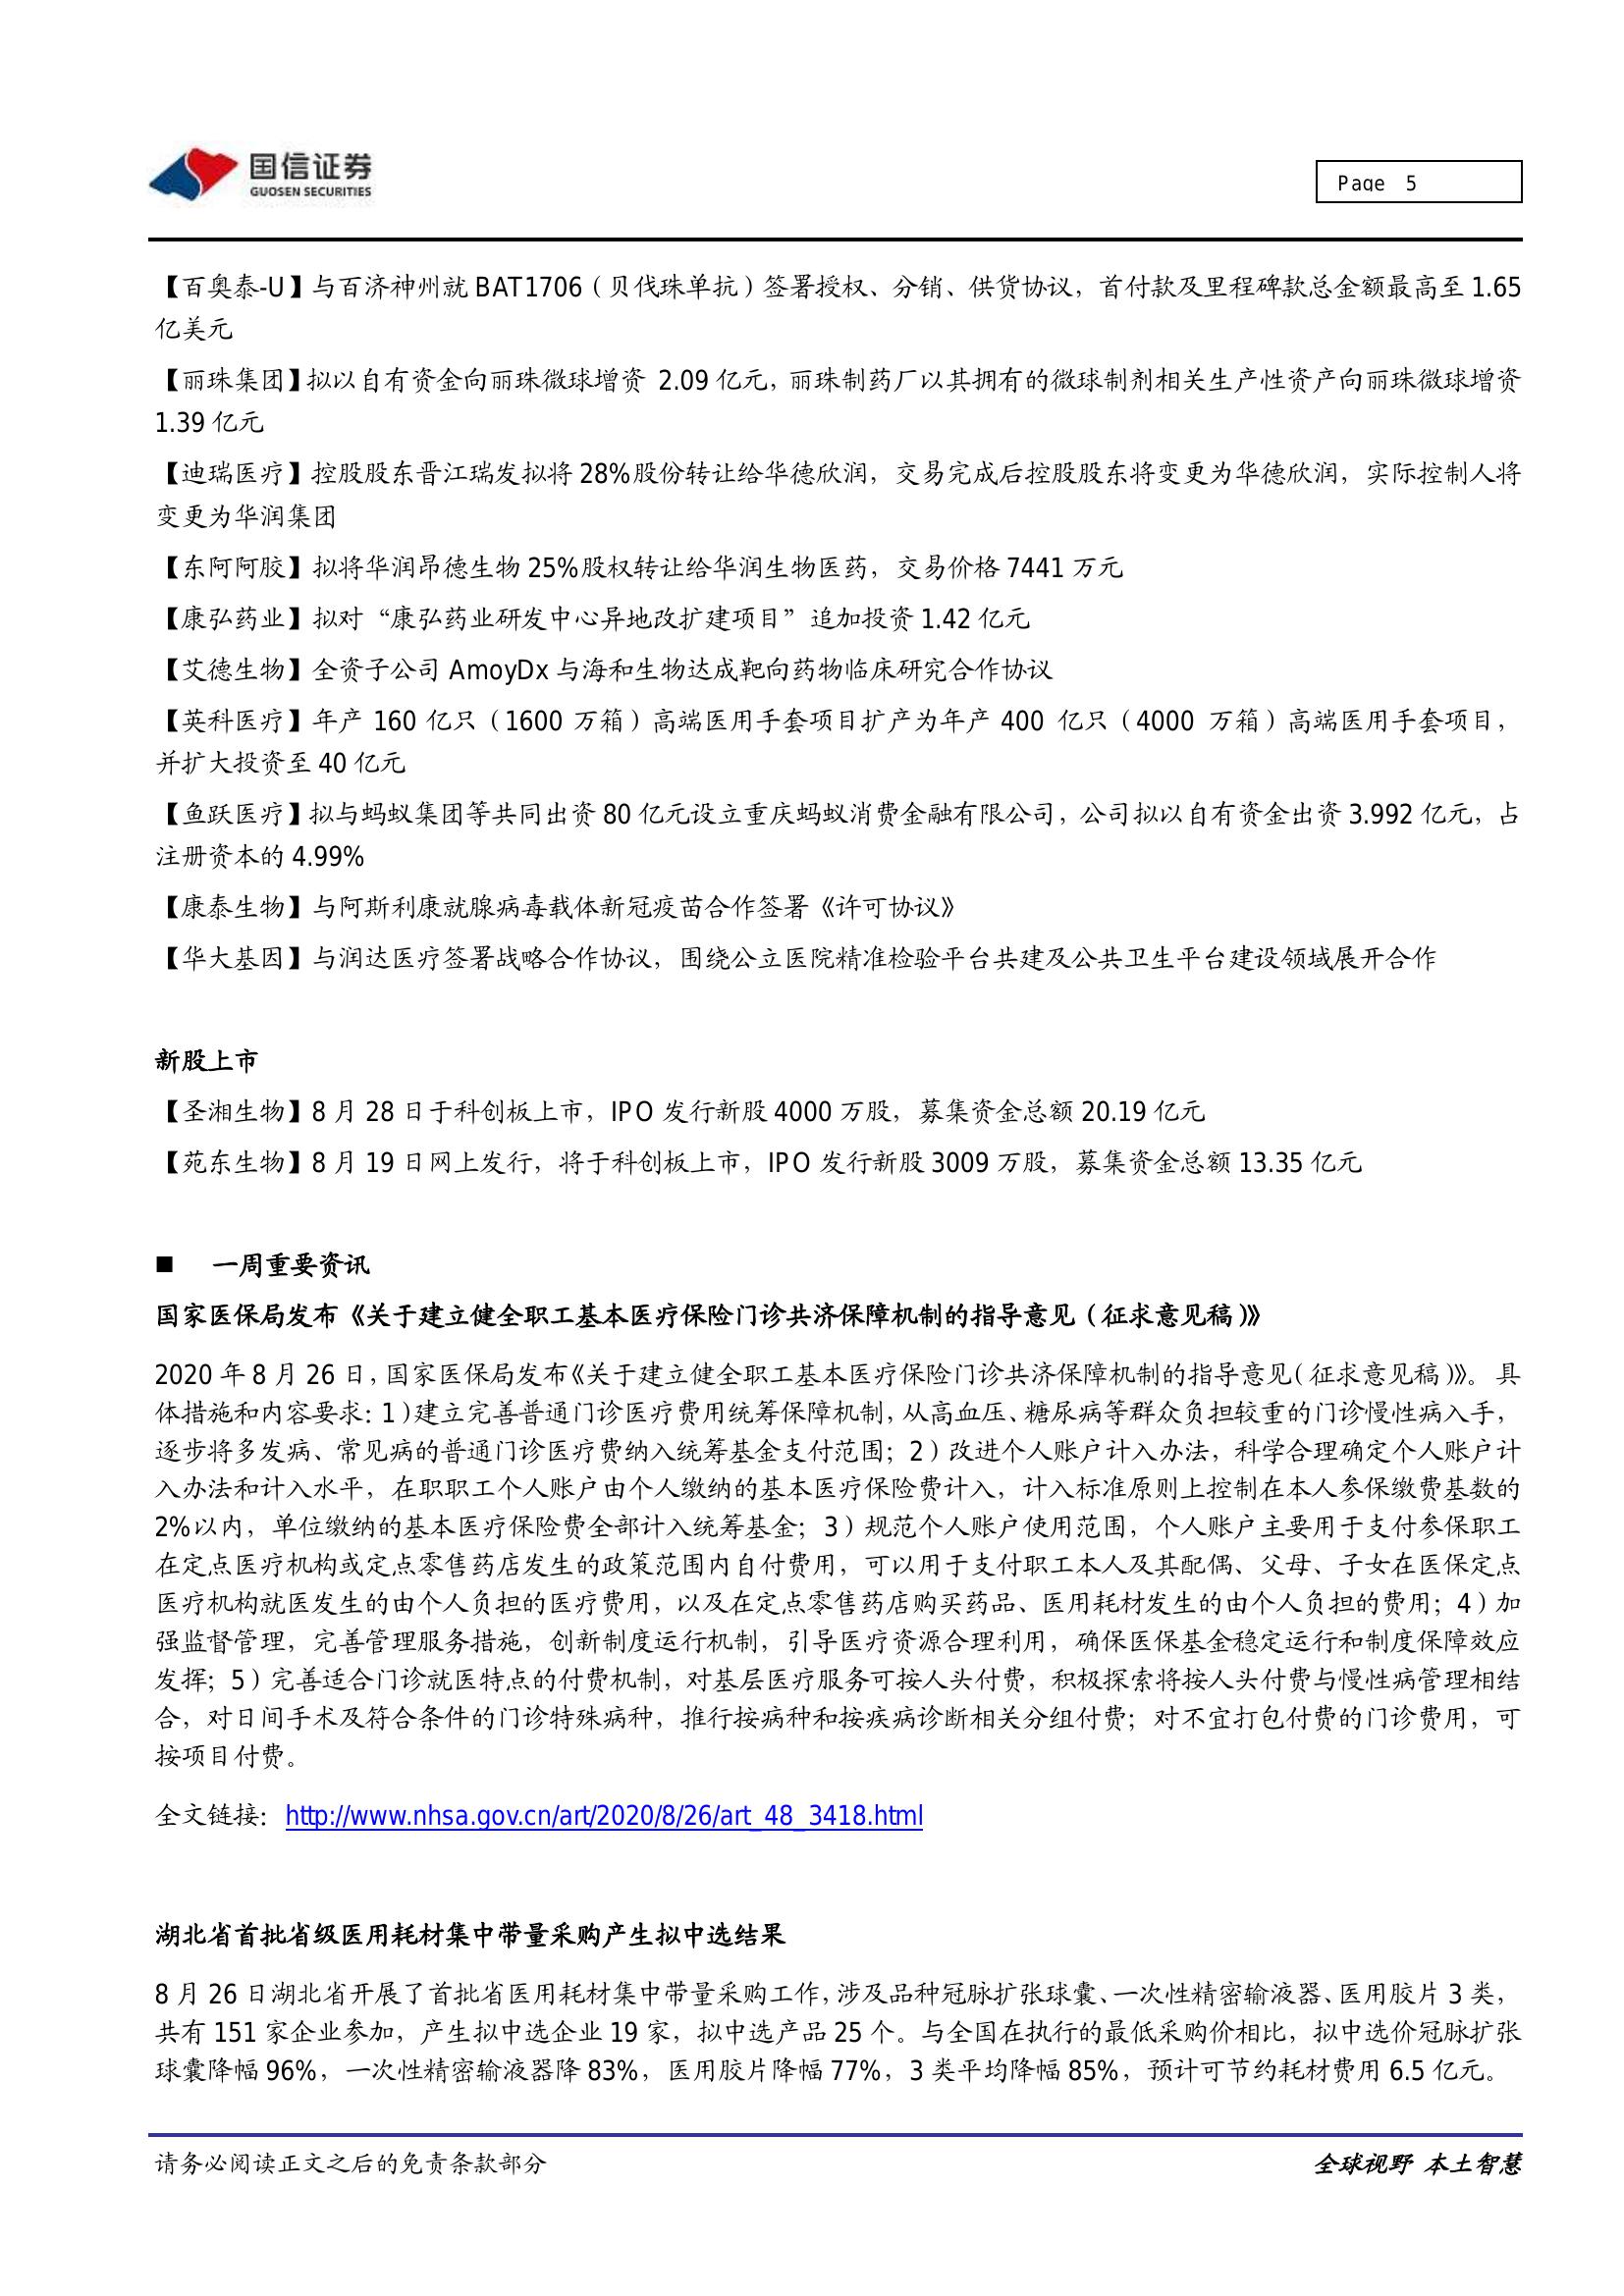 国信证券
GUOSEN SECURITIES
Page 5
【百奥泰-U】与百济神州就 BAT1706（贝伐珠单抗）签署授权、分销、供货协议，首付款及里程碑款总金额最高至 1.65
亿美元
【丽珠集团】拟以自有资金向丽珠微球增资 2.09 亿元，丽珠制药厂以其拥有的微球制剂相关生产性资产向丽珠微球增资
1.39 亿元
【迪瑞医疗】控股股东晋江瑞发拟将 28%股份转让给华德欣润，交易完成后控股股东将变更为华德欣润，实际控制人将
变更为华润集团
【东阿阿胶】拟将华润昂德生物 25%股权转让给华润生物医药，交易价格 7441 万元
【康弘药业】拟对“康弘药业研发中心异地改扩建项目”追加投资 1.42 亿元
【艾德生物】全资子公司 AmoyDx 与海和生物达成靶向药物临床研究合作协议
【英科医疗】年产 160 亿只（1600 万箱）高端医用手套项目扩产为年产 400 亿只（4000 万箱）高端医用手套项目，
并扩大投资至 40 亿元
【鱼跃医疗】拟与蚂蚁集团等共同出资 80 亿元设立重庆蚂蚁消费金融有限公司，公司拟以自有资金出资 3.992 亿元，占
注册资本的 4.99%
【康泰生物】与阿斯利康就腺病毒载体新冠疫苗合作签署《许可协议》
【华大基因】与润达医疗签署战略合作协议，围绕公立医院精准检验平台共建及公共卫生平台建设领域展开合作
新股上市
【圣湘生物】8 月 28 日于科创板上市，IPO 发行新股 4000 万股，募集资金总额 20.19 亿元
【苑东生物】8 月 19 日网上发行，将于科创板上市，IPO 发行新股 3009 万股，募集资金总额 13.35 亿元
■ 一周重要资讯
国家医保局发布《关于建立健全职工基本医疗保险门诊共济保障机制的指导意见（征求意见稿）》
2020 年 8 月 26 日，国家医保局发布《关于建立健全职工基本医疗保险门诊共济保障机制的指导意见（征求意见稿）》。具
体措施和内容要求：1）建立完善普通门诊医疗费用统筹保障机制，从高血压、糖尿病等群众负担较重的门诊慢性病入手，
逐步将多发病、常见病的普通门诊医疗费纳入统筹基金支付范围；2）改进个人账户计入办法，科学合理确定个人账户计
入办法和计入水平，在职职工个人账户由个人缴纳的基本医疗保险费计入，计入标准原则上控制在本人参保缴费基数的
2%以内，单位缴纳的基本医疗保险费全部计入统筹基金；3）规范个人账户使用范围，个人账户主要用于支付参保职工
在定点医疗机构或定点零售药店发生的政策范围内自付费用，可以用于支付职工本人及其配偶、父母、子女在医保定点
医疗机构就医发生的由个人负担的医疗费用，以及在定点零售药店购买药品、医用耗材发生的由个人负担的费用；4）加
强监督管理，完善管理服务措施，创新制度运行机制，引导医疗资源合理利用，确保医保基金稳定运行和制度保障效应
发挥；5）完善适合门诊就医特点的付费机制，对基层医疗服务可按人头付费，积极探索将按人头付费与慢性病管理相结
合，对日间手术及符合条件的门诊特殊病种，推行按病种和按疾病诊断相关分组付费；对不宜打包付费的门诊费用，可
按项目付费。
全文链接：http://www.nhsa.gov.cn/art/2020/8/26/art_48_3418.html
湖北省首批省级医用耗材集中带量采购产生拟中选结果
8 月 26 日湖北省开展了首批省医用耗材集中带量采购工作，涉及品种冠脉扩张球囊、一次性精密输液器、医用胶片 3 类，
共有 151 家企业参加，产生拟中选企业 19 家，拟中选产品 25 个。与全国在执行的最低采购价相比，拟中选价冠脉扩张
球囊降幅 96%，一次性精密输液器降 83%，医用胶片降幅 77%，3 类平均降幅 85%，预计可节约耗材费用 6.5 亿元。
请务必阅读正文之后的免责条款部分
全球视野 本土智慧